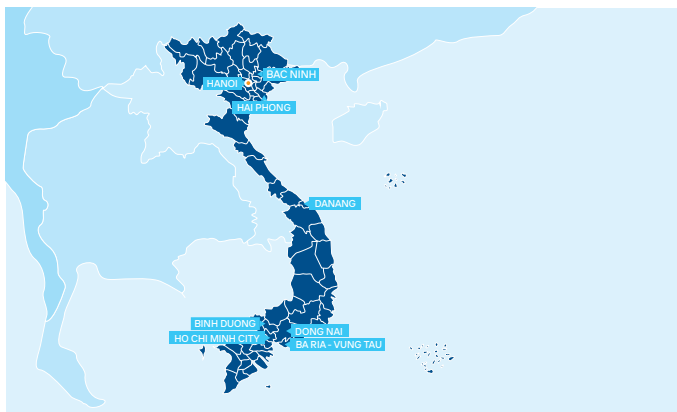 BAC NINH
HANOI
HAI PHONG
DANANG
BINH DUONG
DONG NAI
HO CHI MINH CITY
BA RIA - VUNG TAU